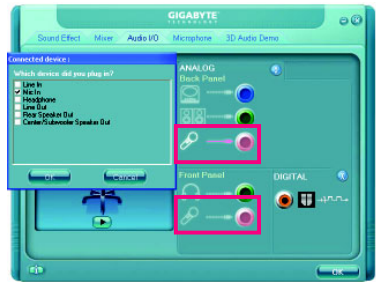 GIGABYTE
TECHNOLOGY
Sound Effect
Mixer
Audio I/O
Microphone
3D Audio Demo
Connected device :
Which device did you plug in?
Line In
Mic In
Headphone
Line Out
Rear Speaker Out
Center/Subwoofer Speaker Out
OK
Cancel
ANALOG
Back Panel
Front Panel
DIGITAL
OK